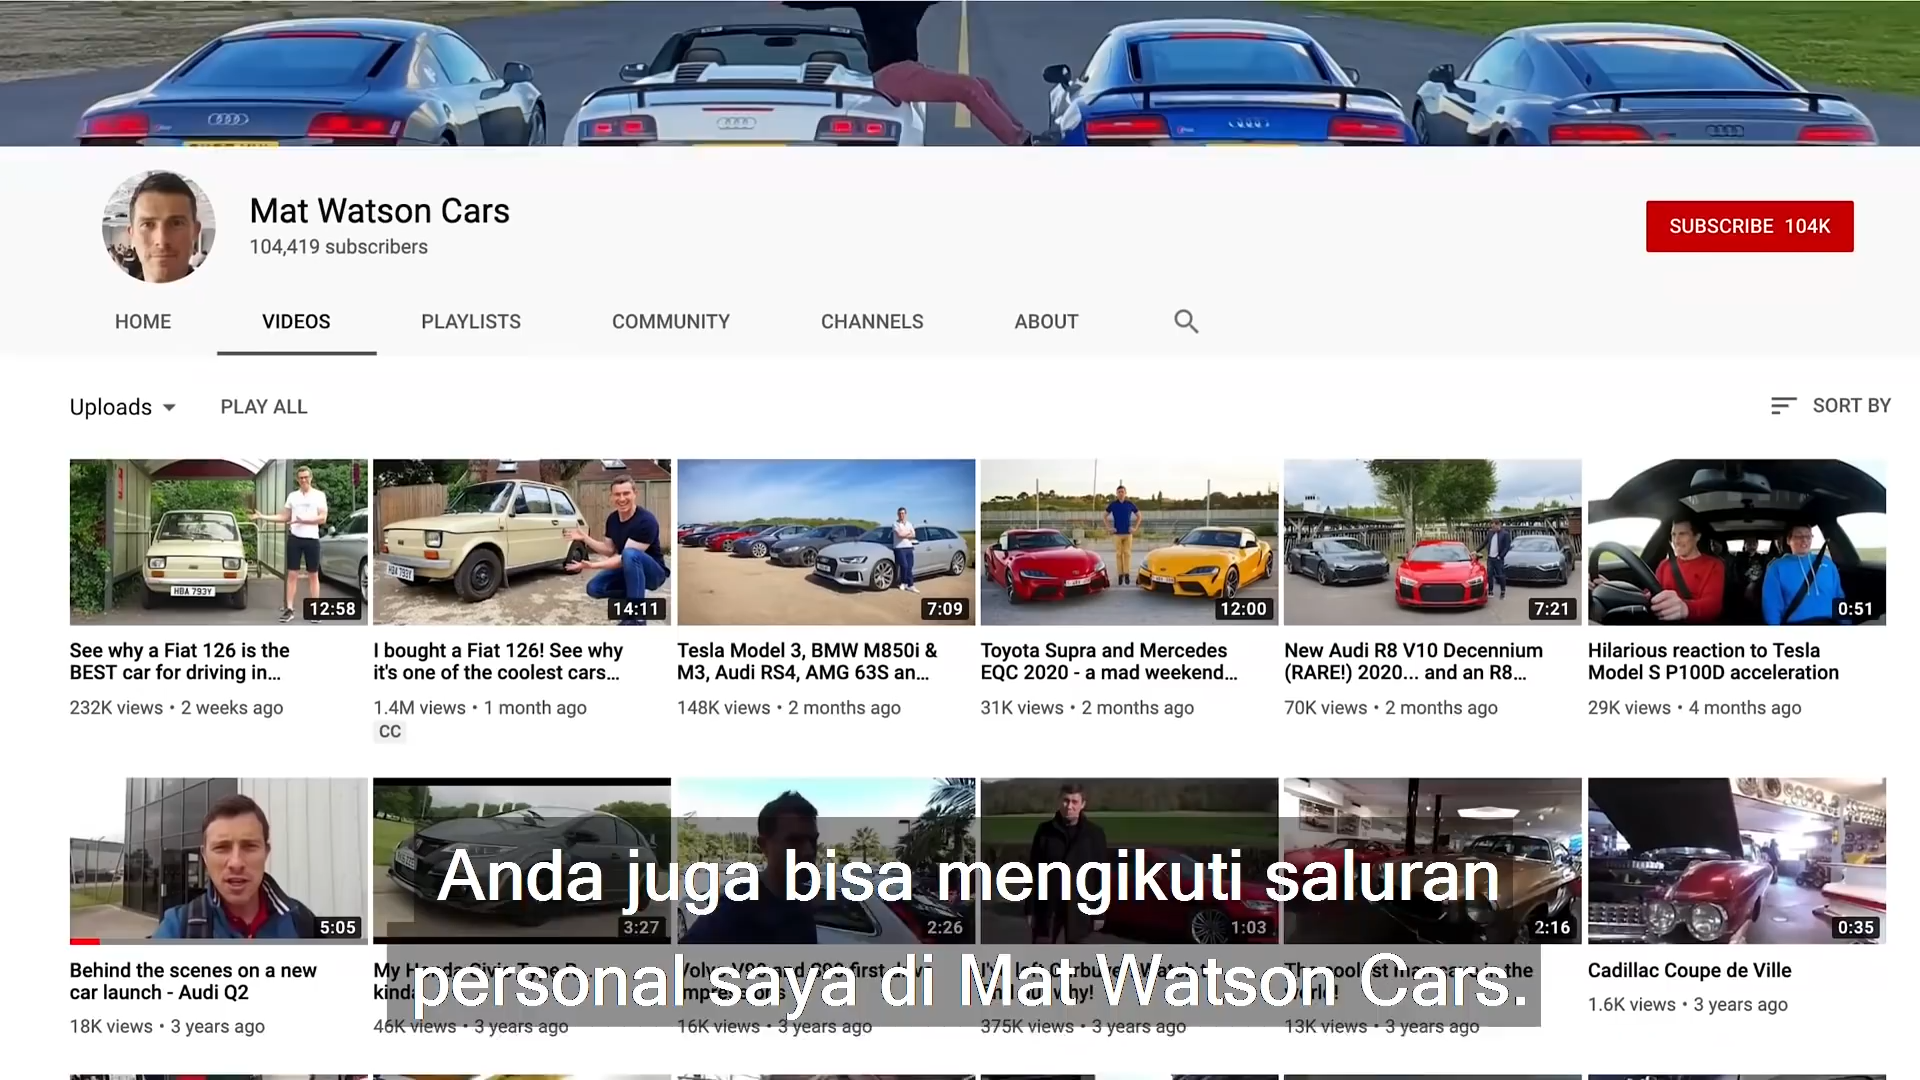 Mat Watson Cars
104,419 subscribers
SUBSCRIBE 104K
HOME VIDEOS PLAYLISTS COMMUNITY CHANNELS ABOUT
Uploads PLAY ALL SORT BY
HBA 793Y
12:58
HBA 793Y
14:11
7:09
12:00
7:21
0:51
See why a Fiat 126 is the
BEST car for driving in...
232K views • 2 weeks ago
I bought a Fiat 126! See why
it's one of the coolest cars...
1.4M views • 1 month ago
CC
Tesla Model 3, BMW M850i &
M3, Audi RS4, AMG 63S an...
148K views • 2 months ago
Toyota Supra and Mercedes
EQC 2020 - a mad weekend...
31K views • 2 months ago
New Audi R8 V10 Decennium
(RARE!) 2020... and an R8...
70K views • 2 months ago
Hilarious reaction to Tesla
Model S P100D acceleration
29K views • 4 months ago
5:05
3:27
2:26
1:03
2:16
0:35
Behind the scenes on a new
car launch - Audi Q2
18K views • 3 years ago
My Honda Civic Type R...
46K views • 3 years ago
16K views • 3 years ago
375K views • 3 years ago
13K views • 3 years ago
Cadillac Coupe de Ville
1.6K views • 3 years ago
Anda juga bisa mengikuti saluran
personal saya di Mat Watson Cars.